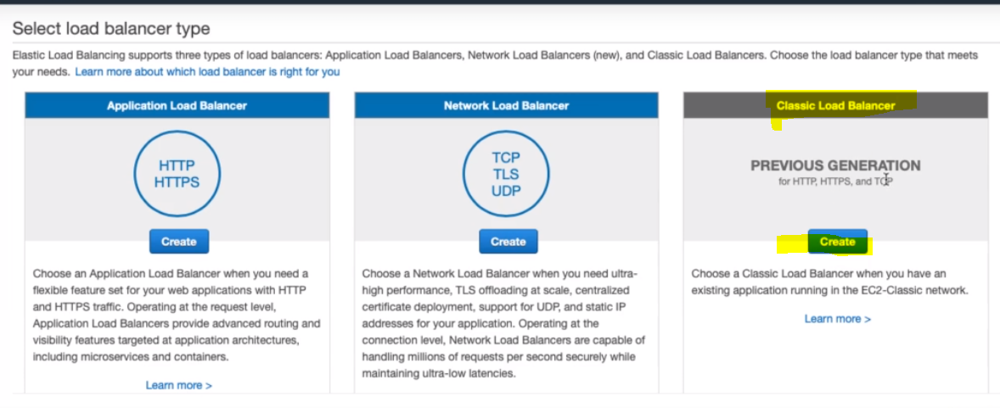 Select load balancer type
Elastic Load Balancing supports three types of load balancers: Application Load Balancers, Network Load Balancers (new), and Classic Load Balancers. Choose the load balancer type that meets
your needs. Learn more about which load balancer is right for you
Application Load Balancer
HTTP
HTTPS
Create
Choose an Application Load Balancer when you need a
flexible feature set for your web applications with HTTP
and HTTPS traffic. Operating at the request level,
Application Load Balancers provide advanced routing and
visibility features targeted at application architectures,
including microservices and containers.
Learn more >
Network Load Balancer
TCP
TLS
UDP
Create
Choose a Network Load Balancer when you need ultra-
high performance, TLS offloading at scale, centralized
certificate deployment, support for UDP, and static IP
addresses for your application. Operating at the
connection level, Network Load Balancers are capable of
handling millions of requests per second securely while
maintaining ultra-low latencies.
Classic Load Balancer
PREVIOUS GENERATION
for HTTP, HTTPS, and TCP
Create
Choose a Classic Load Balancer when you have an
existing application running in the EC2-Classic network.
Learn more >